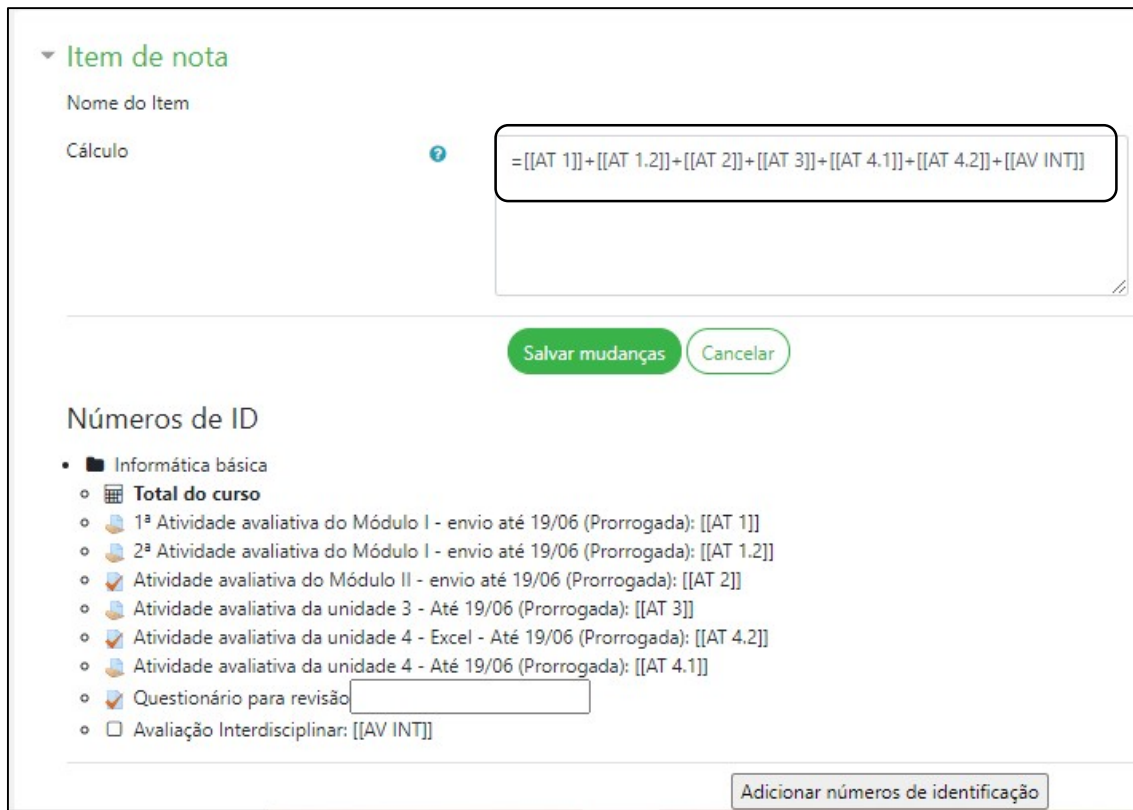 Item de nota
Nome do Item
Cálculo
=[[AT 1]]+[[AT 1.2]]+[[AT 2]]+[[AT 3]]+[[AT 4.1]]+[[AT 4.2]]+[[AV INT]]
Salvar mudanças
Cancelar
Números de ID
Informática básica
Total do curso
1ª Atividade avaliativa do Módulo I - envio até 19/06 (Prorrogada): [[AT 1]]
2ª Atividade avaliativa do Módulo I - envio até 19/06 (Prorrogada): [[AT 1.2]]
Atividade avaliativa do Módulo II - envio até 19/06 (Prorrogada): [[AT 2]]
Atividade avaliativa da unidade 3 - Até 19/06 (Prorrogada): [[AT 3]]
Atividade avaliativa da unidade 4 - Excel - Até 19/06 (Prorrogada): [[AT 4.2]]
Atividade avaliativa da unidade 4 - Até 19/06 (Prorrogada): [[AT 4.1]]
Questionário para revisão
Avaliação Interdisciplinar: [[AV INT]]
Adicionar números de identificação